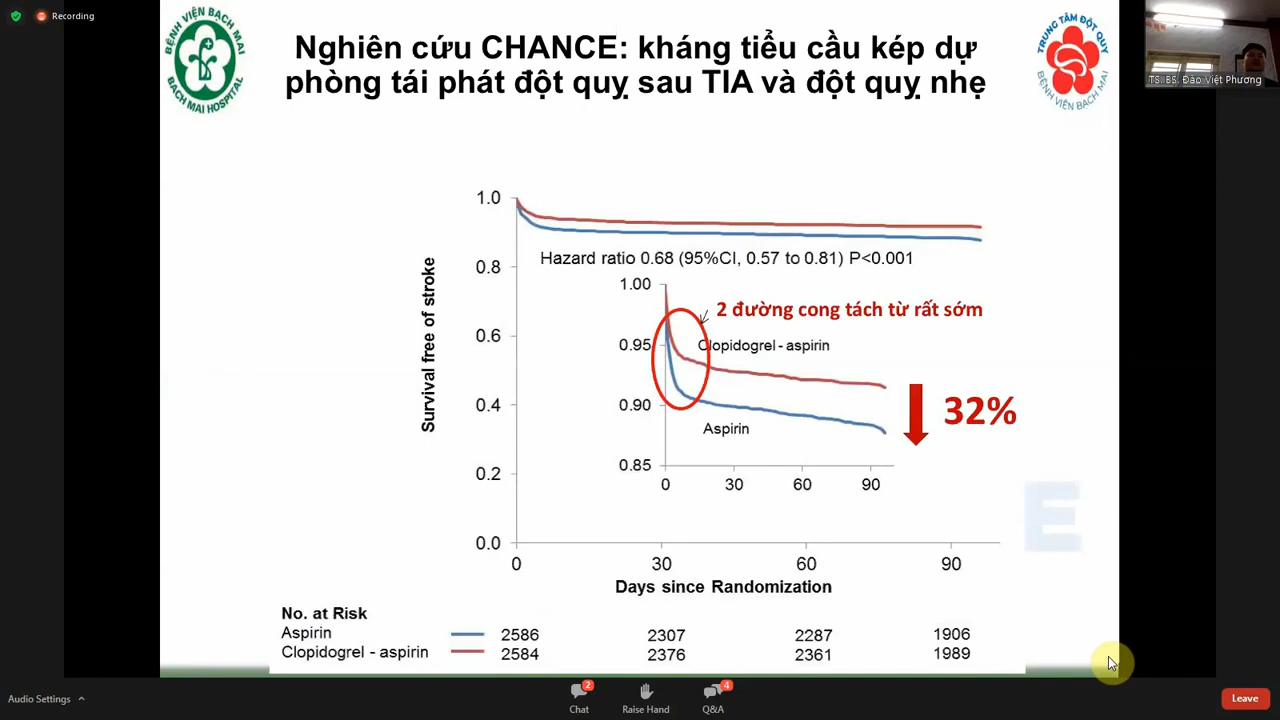 Recording
BỆNH VIỆN BẠCH MAI
BACH MAI HOSPITAL
Nghiên cứu CHANCE: kháng tiểu cầu kép dự
phòng tái phát đột quỵ sau TIA và đột quỵ nhẹ
TRUNG TÂM ĐỘT QUỴ
BỆNH VIỆN BẠCH MAI
TS. BS. Đào Việt Phương
Survival free of stroke
1.0
0.8
0.6
0.4
0.2
0.0
Hazard ratio 0.68 (95%CI, 0.57 to 0.81) P<0.001
1.00
0.95
0.90
0.85
2 đường cong tách từ rất sớm
Clopidogrel - aspirin
Aspirin
32%
0 30 60 90
E
0 30 60 90
Days since Randomization
No. at Risk
Aspirin 2586 2307 2287 1906
Clopidogrel - aspirin 2584 2376 2361 1989
Audio Settings
Chat 2
Raise Hand
Q&A 4
Leave